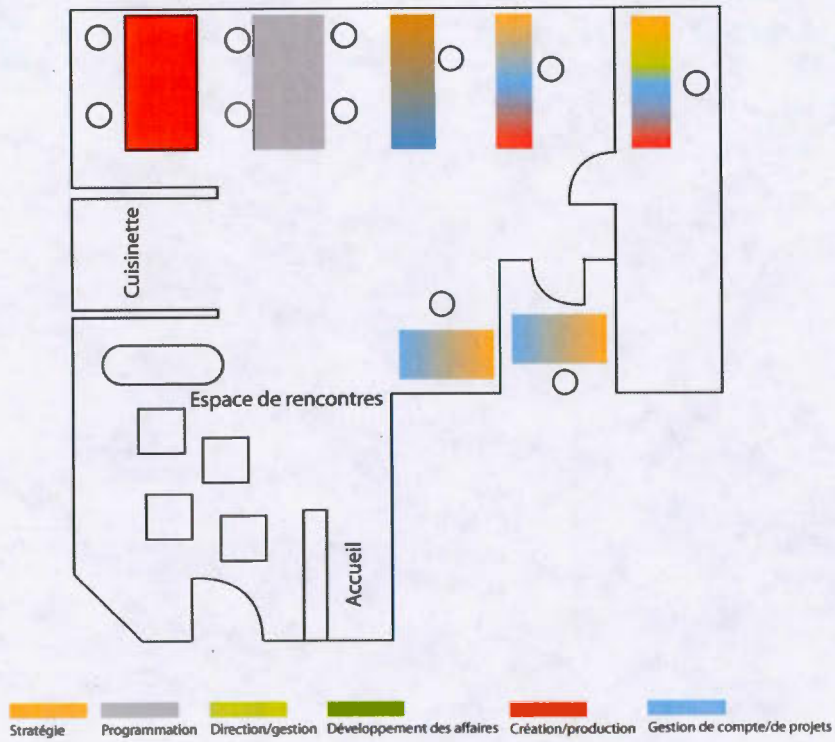 Cuisinette
Espace de rencontres
Accueil
Stratégie
Programmation
Direction/gestion
Développement des affaires
Création/production
Gestion de compte/de projets